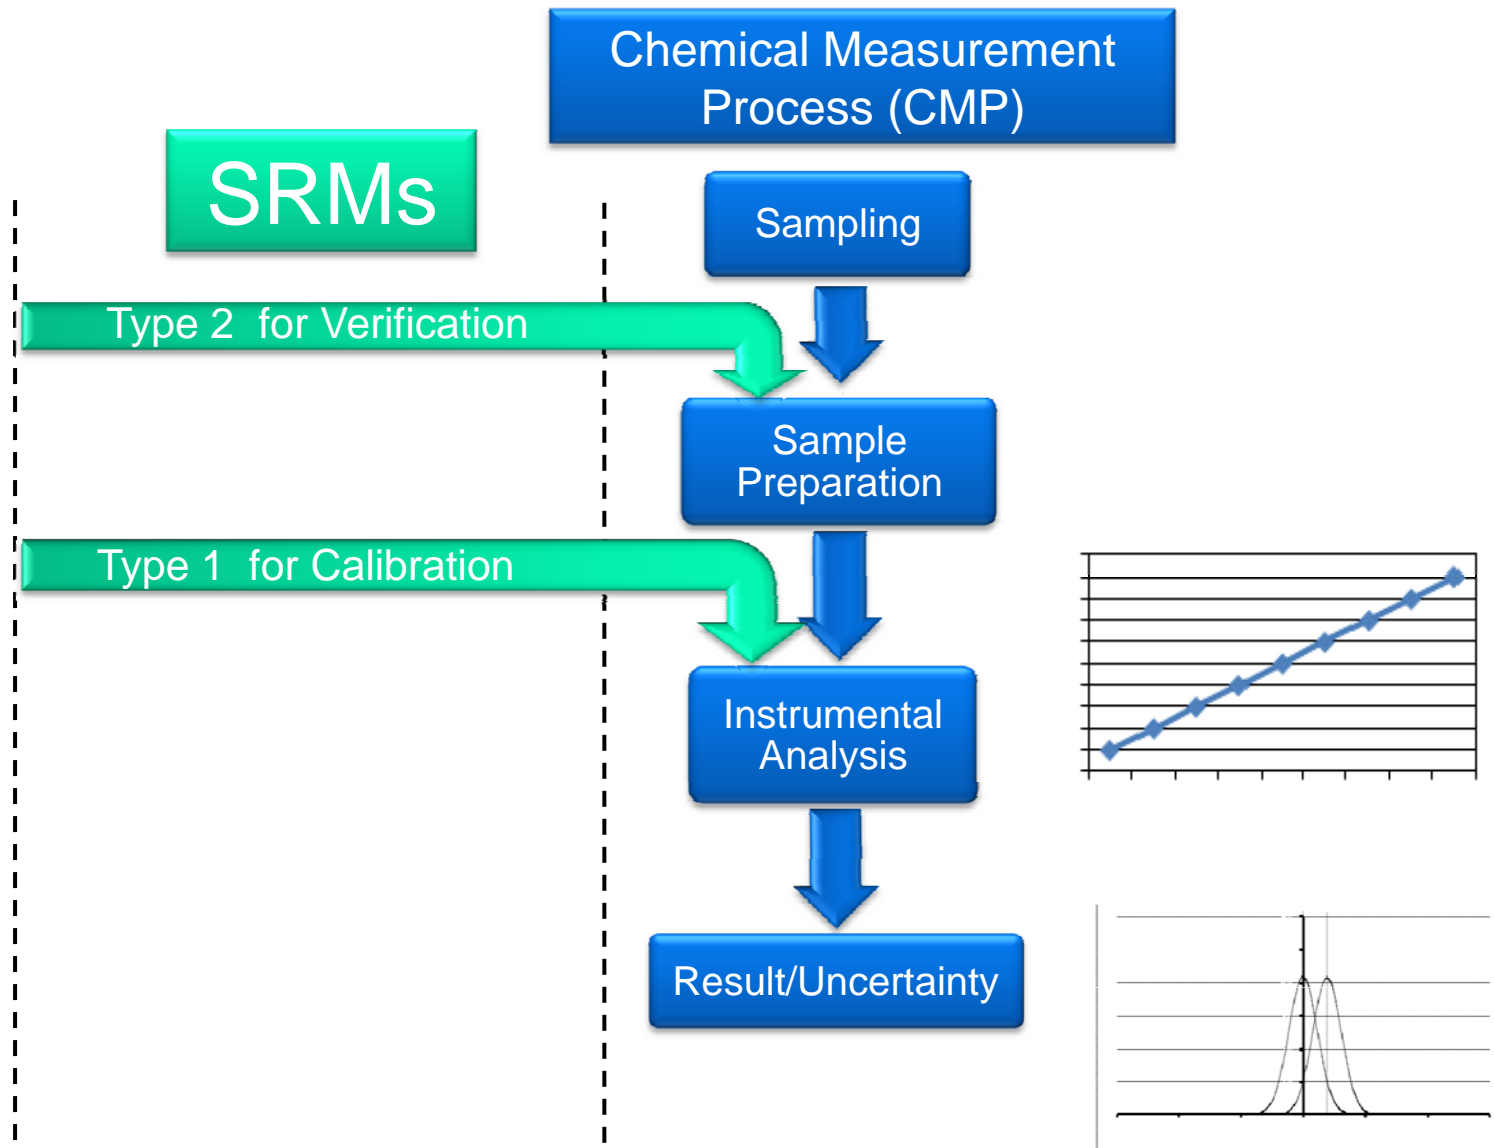 Chemical Measurement
Process (CMP)
SRMs
Sampling
Type 2 for Verification
Sample
Preparation
Type 1 for Calibration
Instrumental
Analysis
Result/Uncertainty